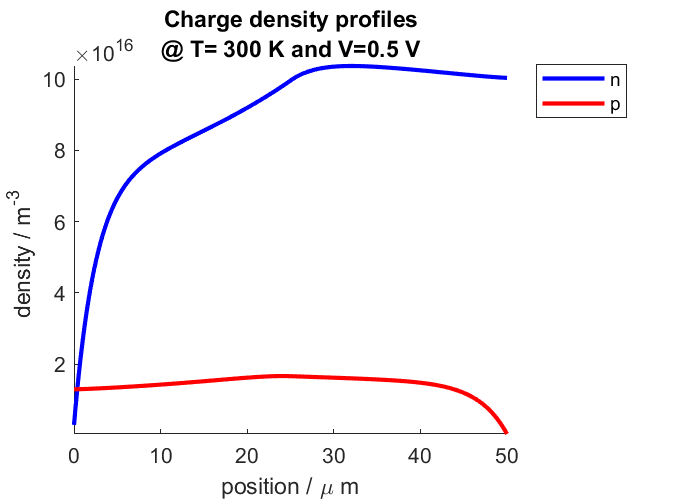 Charge density profiles
@ T= 300 K and V=0.5 V
×10^16
10
8
6
4
2
0
10
20
30
40
50
density / m^-3
position / μ m
n
p